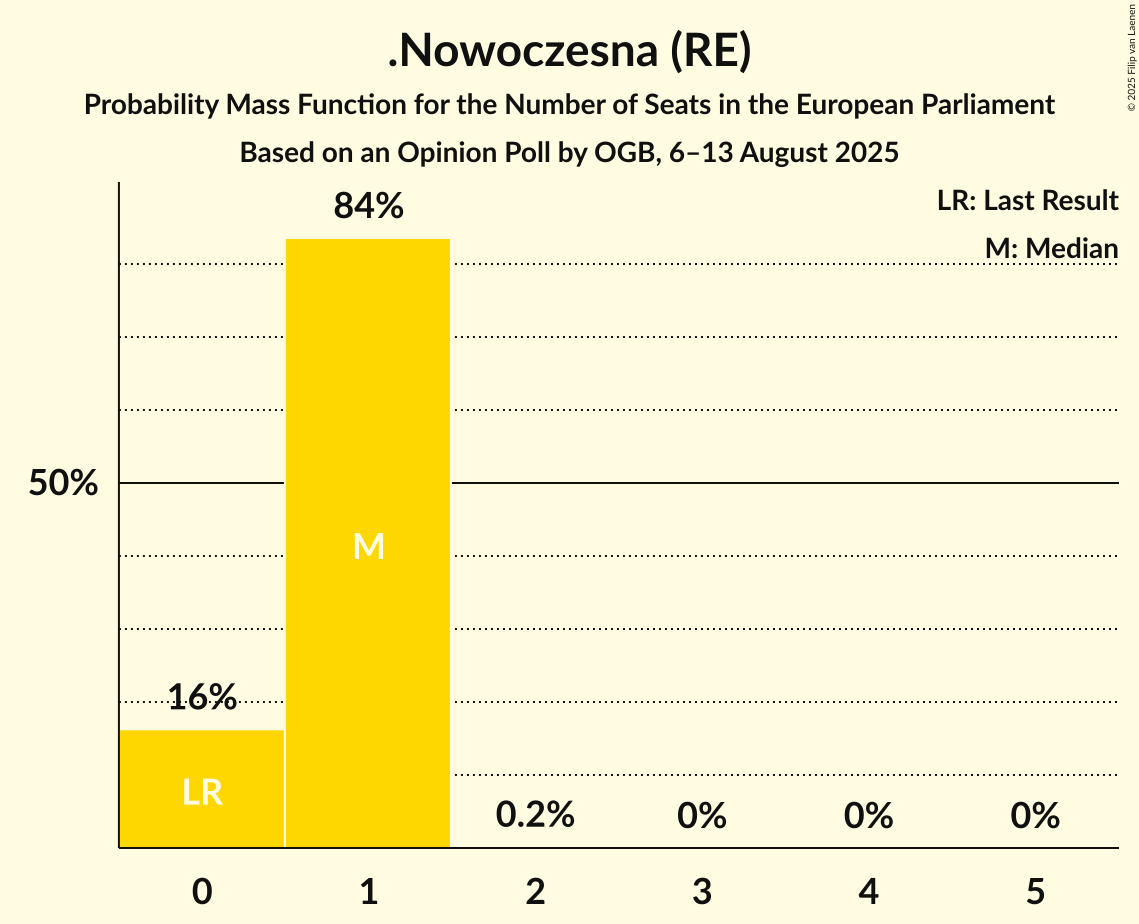 .Nowoczesna (RE)
Probability Mass Function for the Number of Seats in the European Parliament
Based on an Opinion Poll by OGB, 6–13 August 2025
© 2025 Filip van Laenen
LR: Last Result
M: Median
84%
50%
M
16%
LR
0.2%
0%
0%
0%
0
1
2
3
4
5